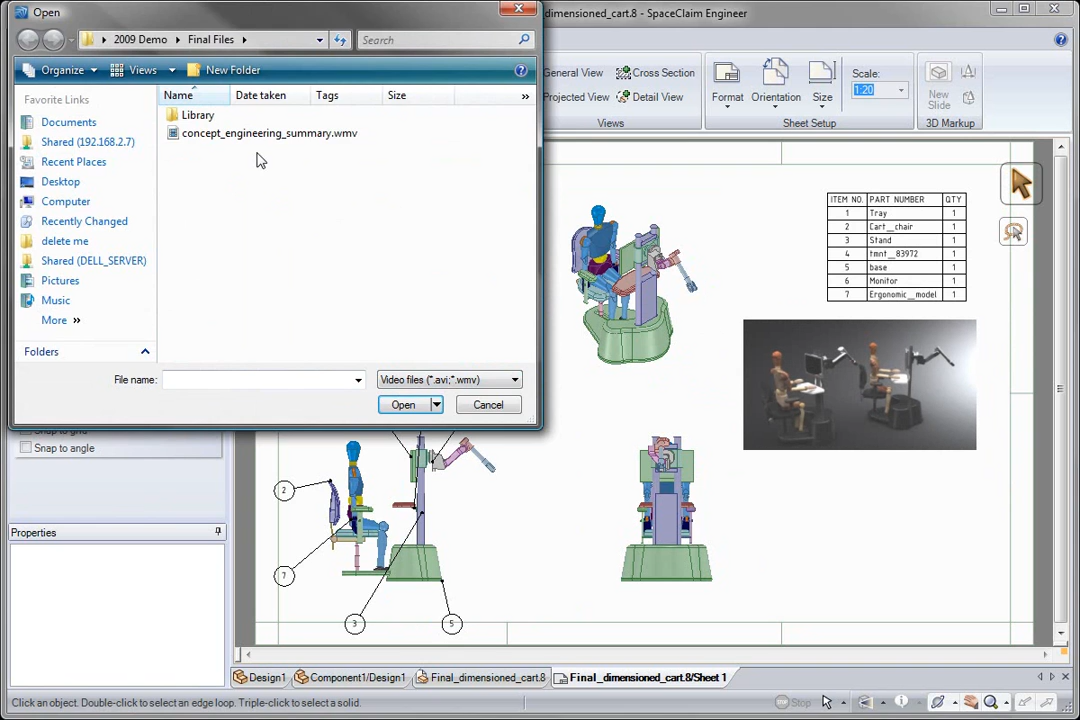 Open
dimensioned_cart.8 - SpaceClaim Engineer
2009 Demo
Final Files
Search
Organize
Views
New Folder
Favorite Links
Documents
Shared (192.168.2.7)
Recent Places
Desktop
Computer
Recently Changed
delete me
Shared (DELL_SERVER)
Pictures
Music
More »
Folders
Name
Date taken
Tags
Size
»
Library
concept_engineering_summary.wmv
File name:
Video files (*.avi;*.wmv)
Open
Cancel
General View
Cross Section
Projected View
Detail View
Views
Format
Orientation
Size
Scale:
1:20
Sheet Setup
New
Slide
3D Markup
ITEM NO. PART NUMBER QTY
1 Tray 1
2 Cart__chair 1
3 Stand 1
4 tmnt__83972 1
5 base 1
6 Monitor 1
7 Ergonomic__model 1
Snap to angle
Properties
2
7
3
5
Design1
Component1/Design1
Final_dimensioned_cart.8
Final_dimensioned_cart.8/Sheet 1
Click an object. Double-click to select an edge loop. Triple-click to select a solid.
Stop